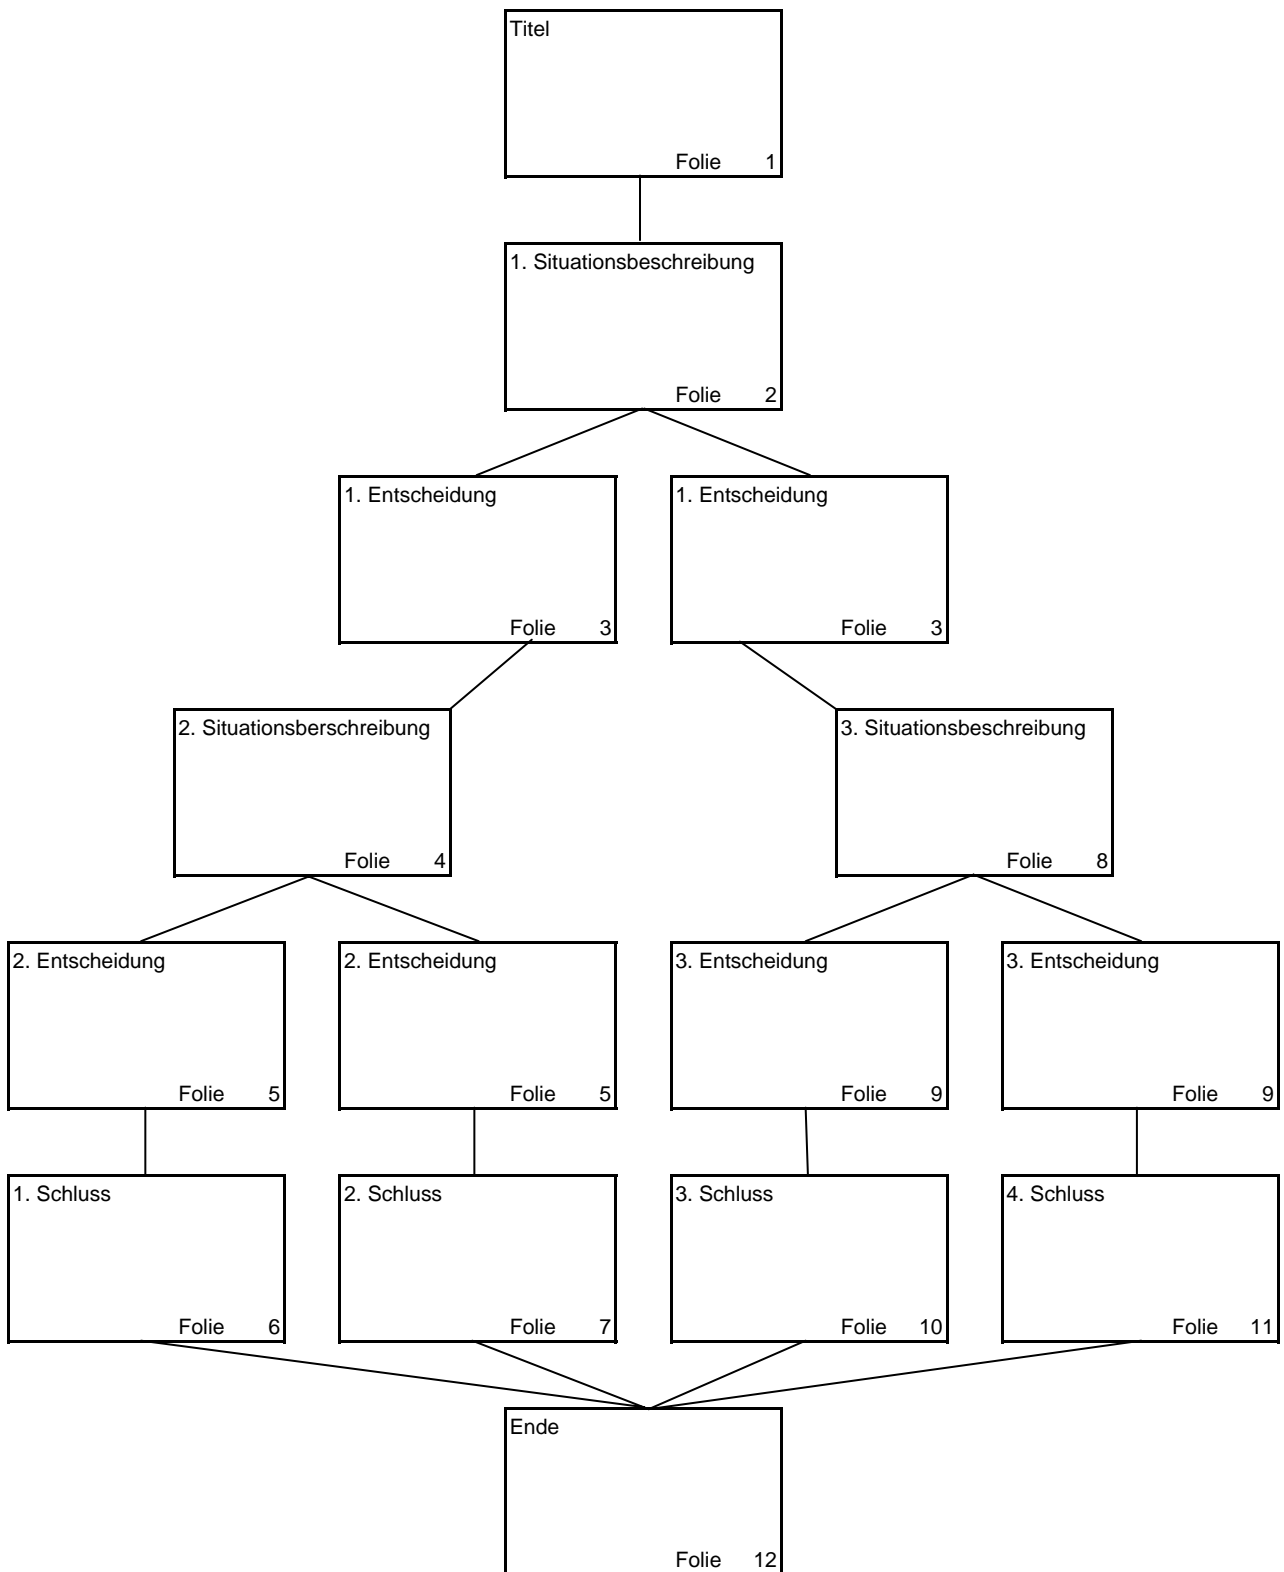 Titel
Folie 1
1. Situationsbeschreibung
Folie 2
1. Entscheidung
1. Entscheidung
Folie 3
Folie 3
2. Situationsberschreibung
3. Situationsbeschreibung
Folie 4
Folie 8
2. Entscheidung
2. Entscheidung
3. Entscheidung
3. Entscheidung
Folie 5
Folie 5
Folie 9
Folie 9
1. Schluss
2. Schluss
3. Schluss
4. Schluss
Folie 6
Folie 7
Folie 10
Folie 11
Ende
Folie 12